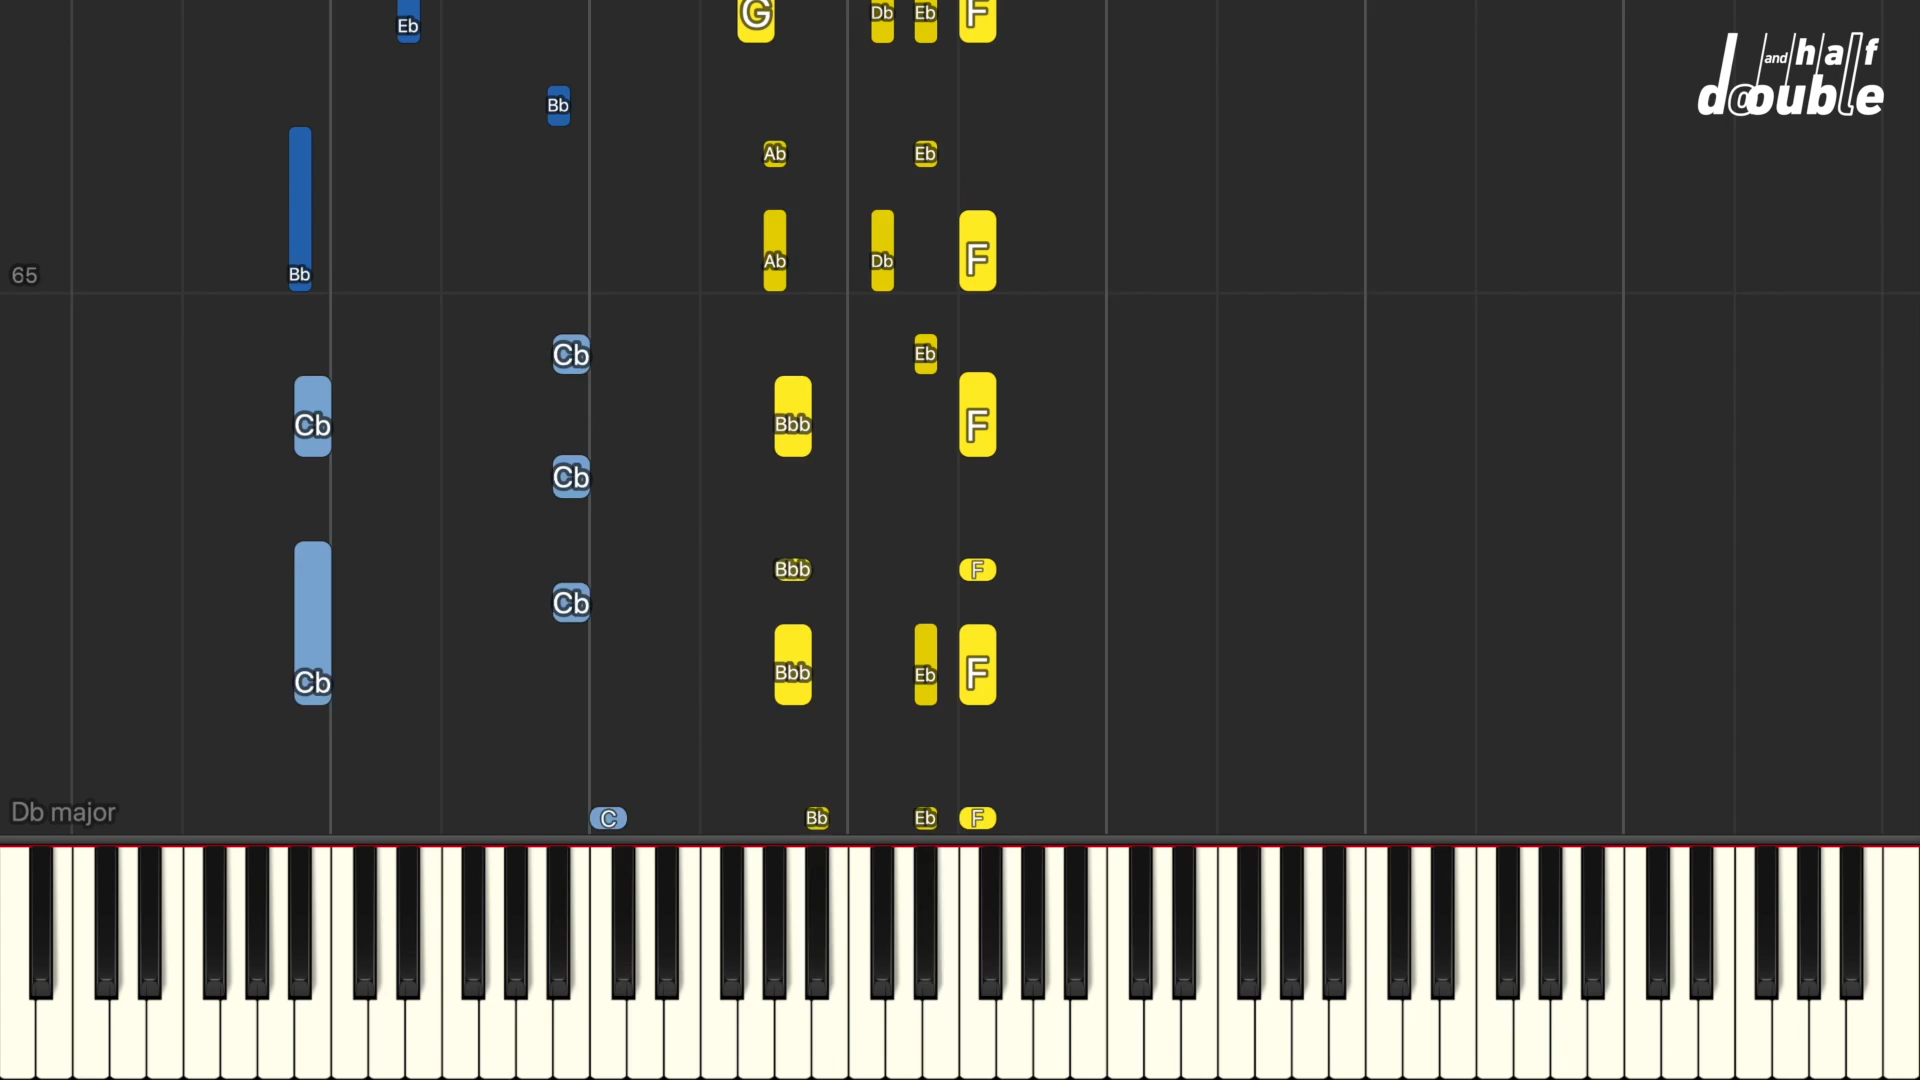 Eb G Db Eb F
and half
double
Bb
Ab Eb
Ab Db F
65 Bb
Cb Eb
Cb Bbb F
Cb
Bbb F
Cb
Cb Bbb Eb F
Db major C Bb Eb F